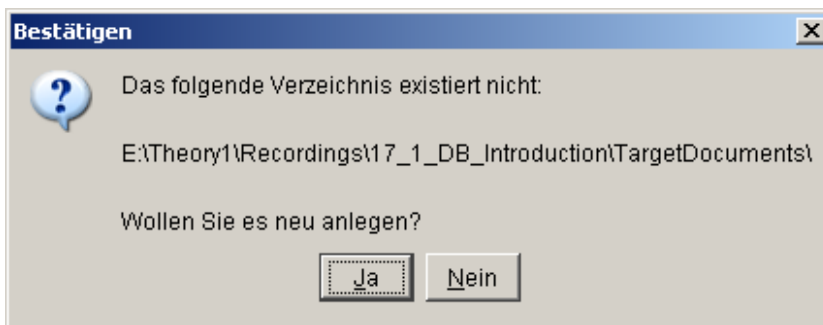 Bestätigen
Das folgende Verzeichnis existiert nicht:
E:\Theory1\Recordings\17_1_DB_Introduction\TargetDocuments\
Wollen Sie es neu anlegen?
Ja Nein